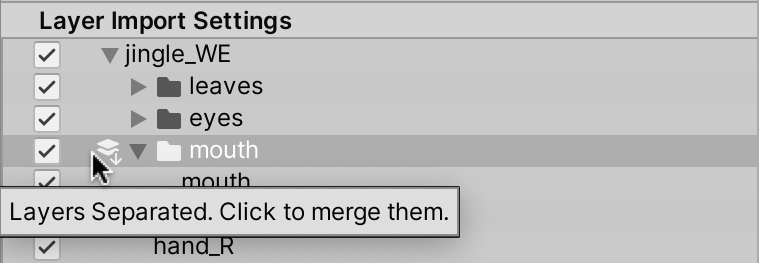 Layer Import Settings
jingle_WE
leaves
eyes
mouth
mouth
Layers Separated. Click to merge them.
hand_R